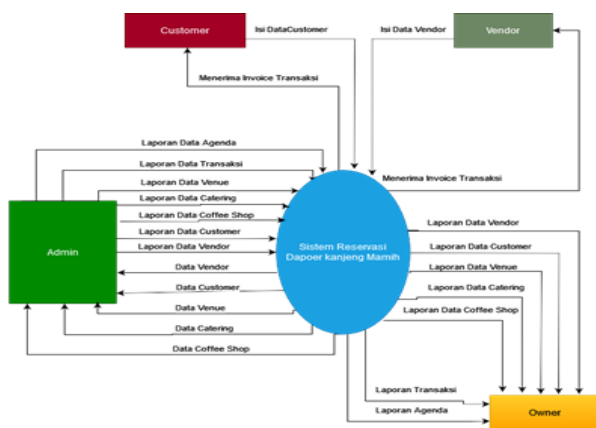 Customer
Isi DataCustomer
Isi Data Vendor
Vendor
Menerima Invoice Transaksi
Laporan Data Agenda
Laporan Data Transaksi
Laporan Data Venue
Menerima Invoice Transaksi
Laporan Data Catering
Laporan Data Coffee Shop
Laporan Data Customer
Laporan Data Vendor
Admin
Sistem Reservasi
Dapoer kanjeng Mamih
Laporan Data Vendor
Laporan Data Customer
Laporan Data Venue
Laporan Data Catering
Laporan Data Coffee Shop
Data Vendor
Data Customer
Data Venue
Data Catering
Data Coffee Shop
Laporan Transaksi
Laporan Agenda
Owner